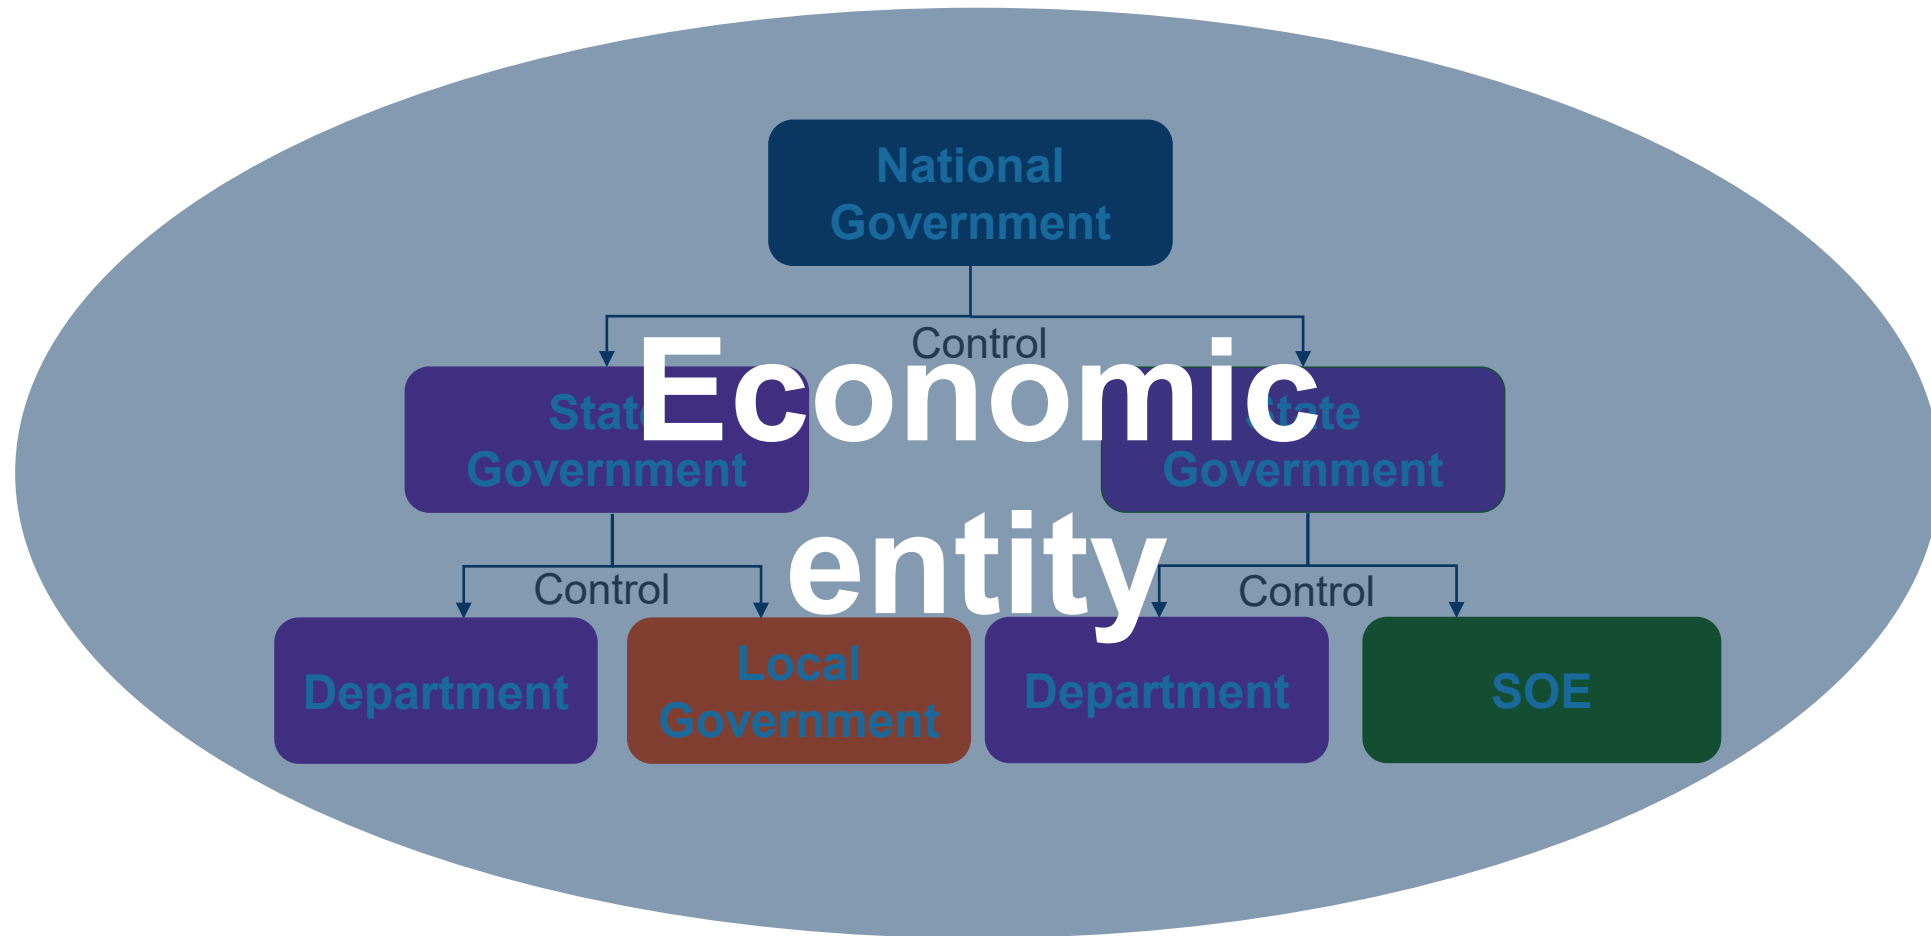 National
Government
Control
Economic
State
Government
State
Government
entity
Control
Control
Department
Local
Government
Department
SOE